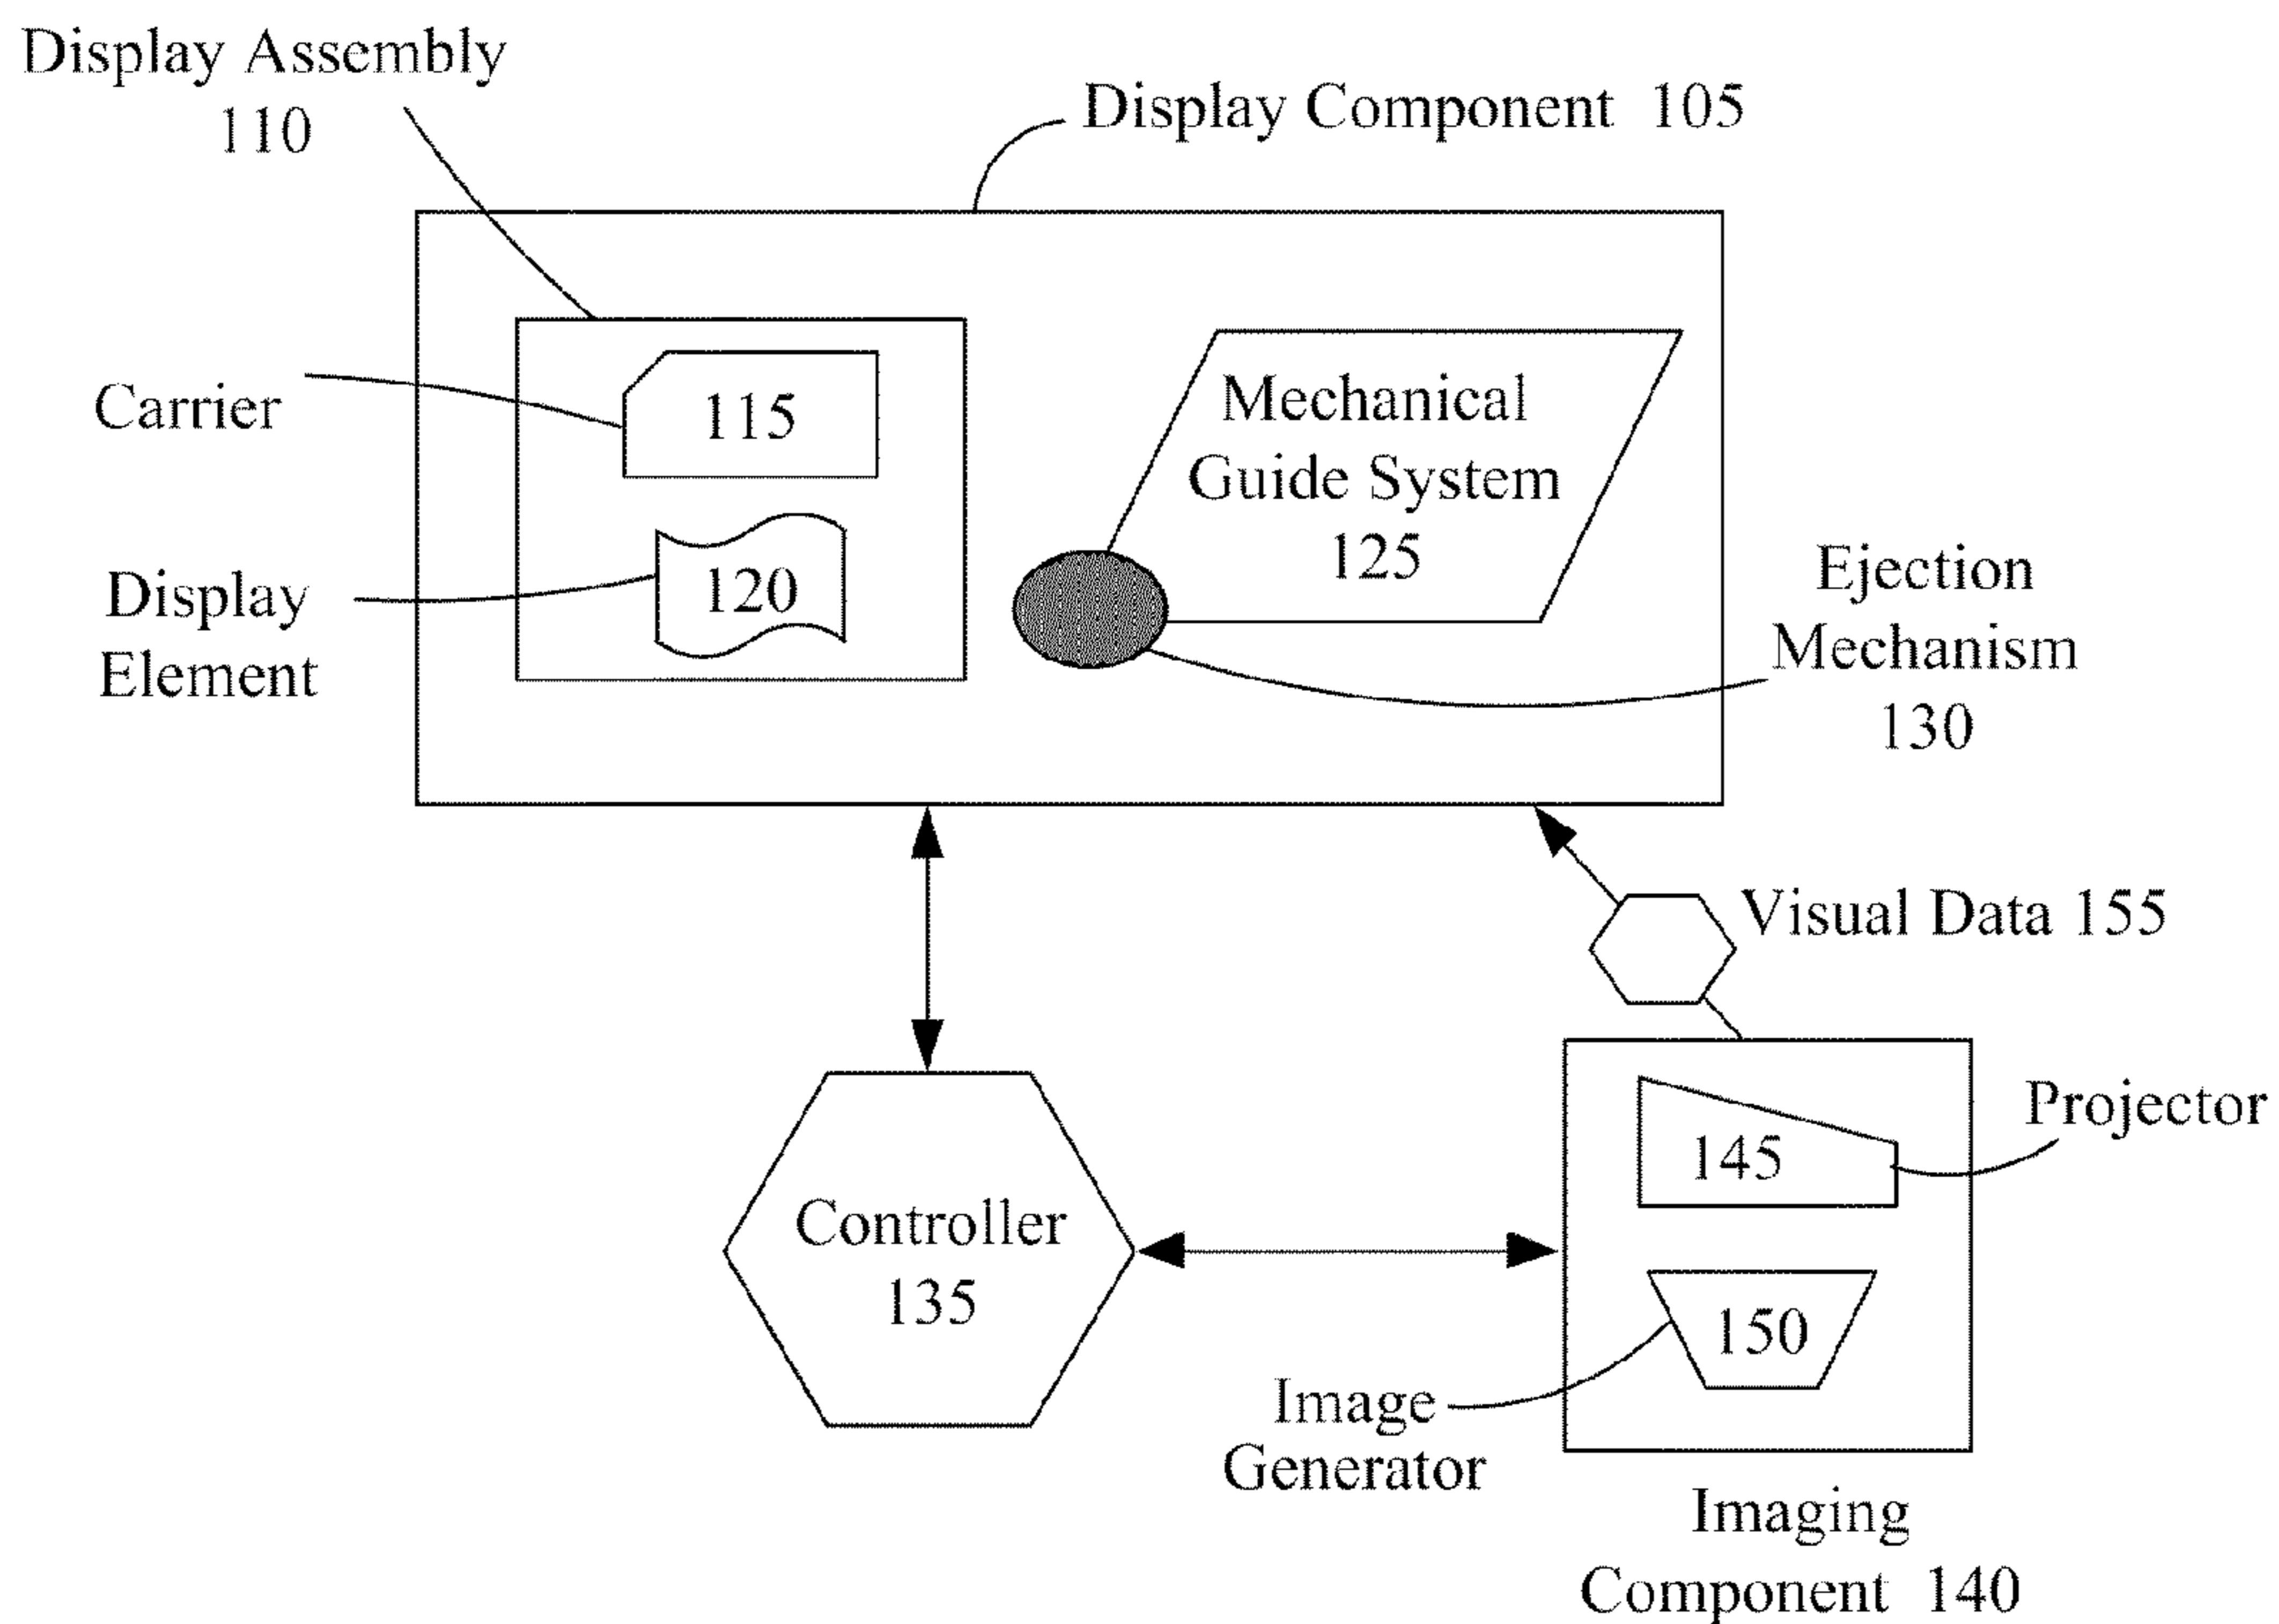 Display Assembly
110
Display Component 105
Carrier
115
Mechanical
Guide System
125
Display
Element
120
Ejection
Mechanism
130
Visual Data 155
Controller
135
145
Projector
150
Image
Generator
Imaging
Component 140